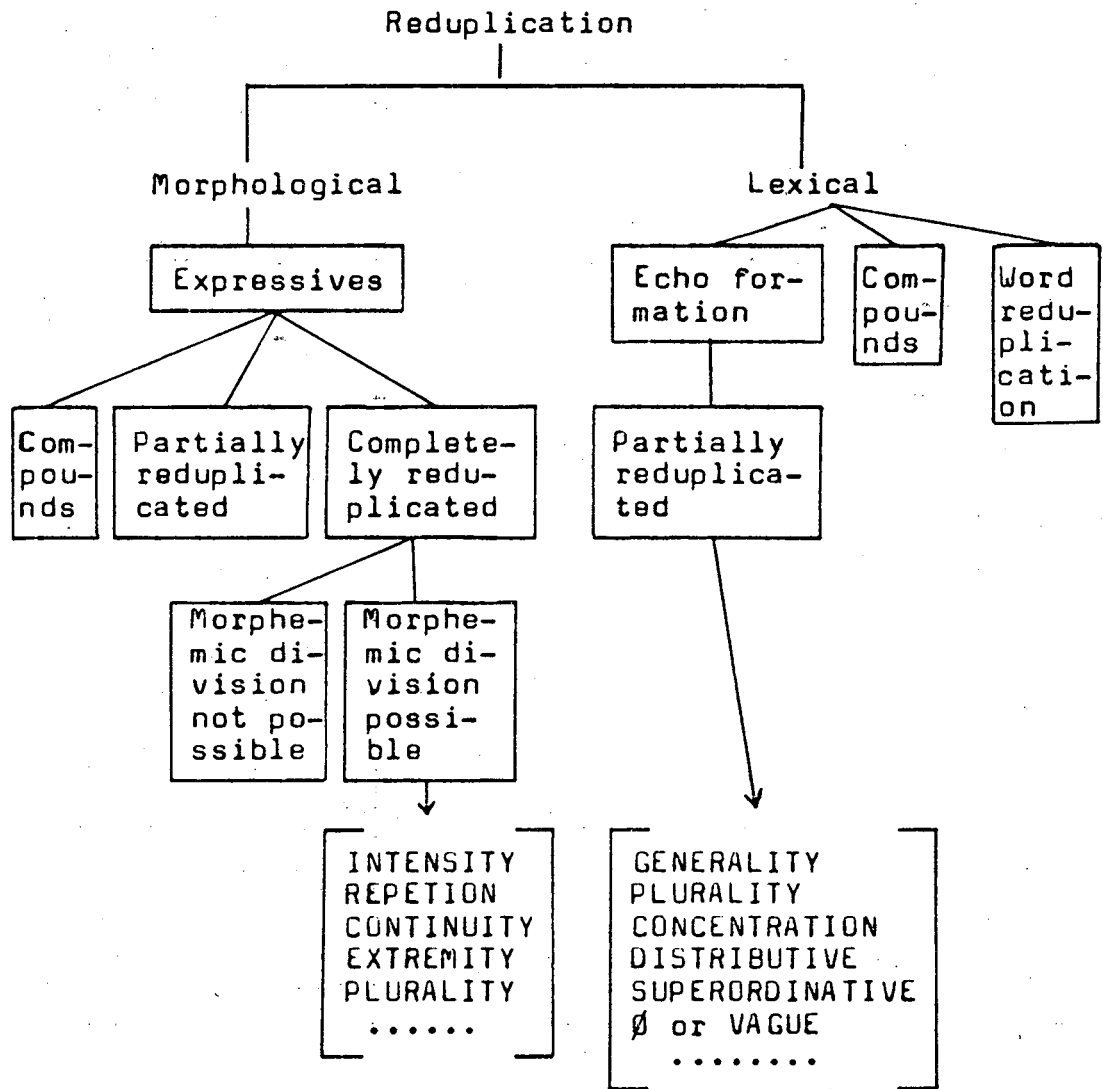 Reduplication
Morphological
Lexical
Expressives
Echo for-
mation
Com-
pou-
nds
Word
redu-
pli-
cati-
on
Com-
pou-
nds
Partially
redupli-
cated
Complete-
ly redu-
plicated
Partially
reduplica-
ted
Morphe-
mic di-
vision
not po-
ssible
Morphe-
mic di-
vision
possi-
ble
INTENSITY
REPETION
CONTINUITY
EXTREMITY
PLURALITY
......
GENERALITY
PLURALITY
CONCENTRATION
DISTRIBUTIVE
SUPERORDINATIVE
Ø or VAGUE
........